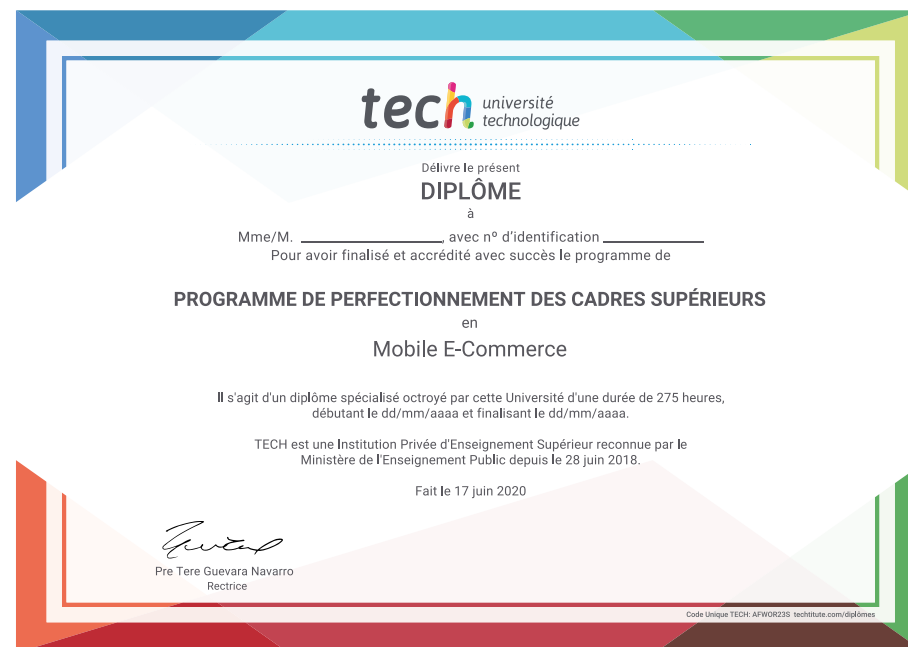 tech université
technologique
Délivre le présent
DIPLÔME
à
Mme/M. ____________________, avec nº d'identification ______________
Pour avoir finalisé et accrédité avec succès le programme de
PROGRAMME DE PERFECTIONNEMENT DES CADRES SUPÉRIEURS
en
Mobile E-Commerce
Il s'agit d'un diplôme spécialisé octroyé par cette Université d'une durée de 275 heures,
débutant le dd/mm/aaaa et finalisant le dd/mm/aaaa.
TECH est une Institution Privée d'Enseignement Supérieur reconnue par le
Ministère de l'Enseignement Public depuis le 28 juin 2018.
Fait le 17 juin 2020
Pre Tere Guevara Navarro
Rectrice
Code Unique TECH: AFWOR23S techtitute.com/diplômes